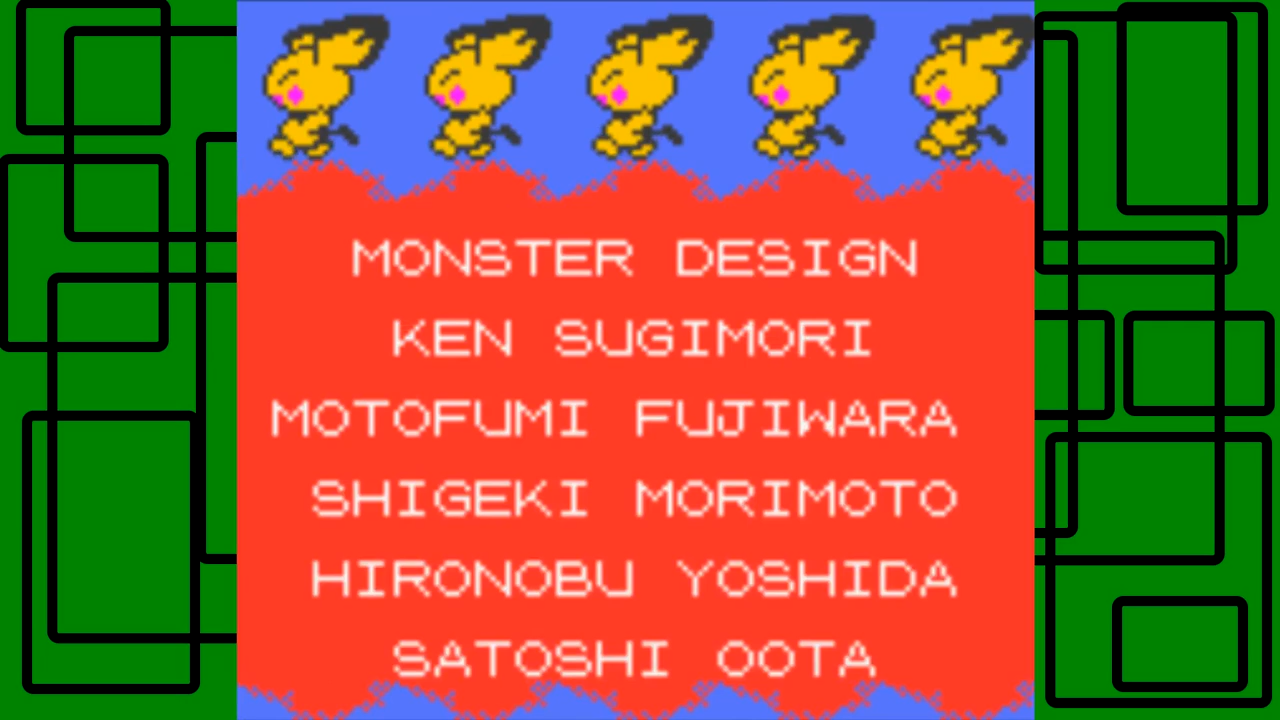 MONSTER DESIGN
KEN SUGIMORI
MOTOFUMI FUJIWARA
SHIGEKI MORIMOTO
HIRONOBU YOSHIDA
SATOSHI OOTA